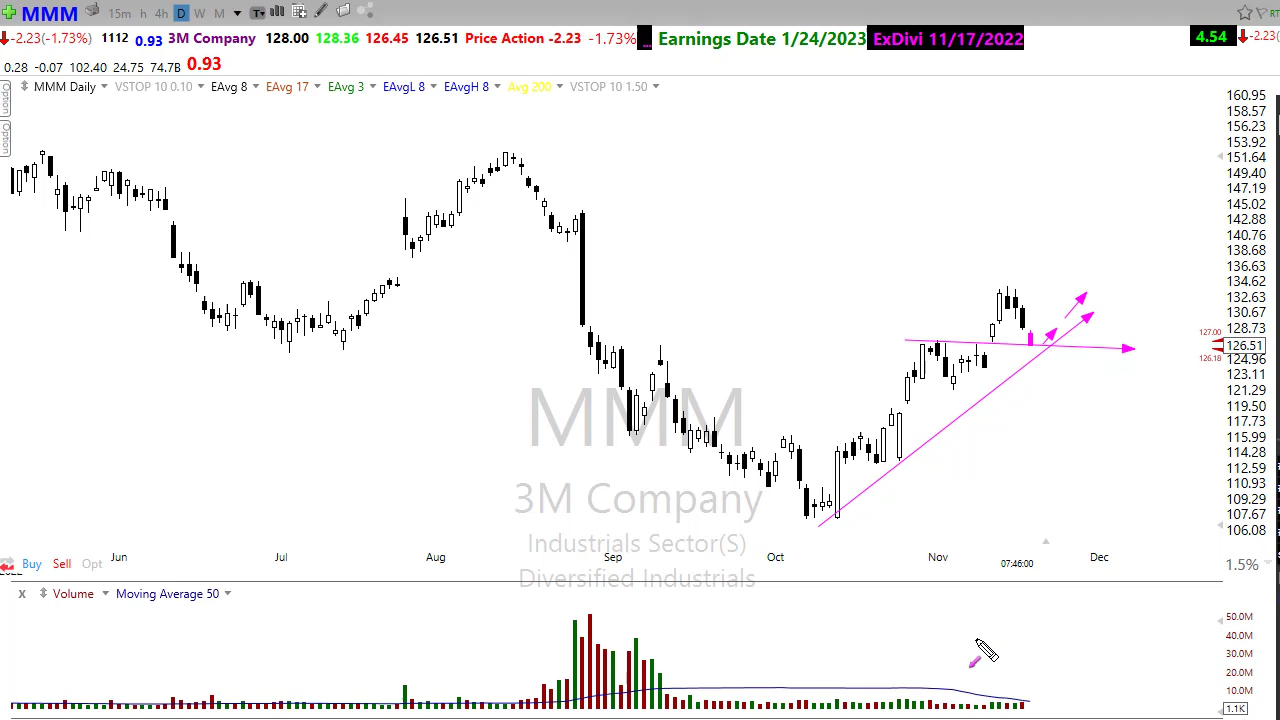 MMM 15m h 4h D W M T RT
-2.23(-1.73%) 1112 0.93 3M Company 128.00 128.36 126.45 126.51 Price Action -2.23 -1.73% ... Earnings Date 1/24/2023 ExDivi 11/17/2022 4.54 -2.23(
0.28 -0.07 102.40 24.75 74.7B 0.93
Option
Option
MMM Daily VSTOP 10 0.10 EAvg 8 EAvg 17 EAvg 3 EAvgL 8 EAvgH 8 Avg 200 VSTOP 10 1.50
160.95
158.57
156.23
153.92
151.64
149.40
147.19
145.02
142.88
140.76
138.68
136.63
134.62
132.63
130.67
128.73
127.00
126.51
126.18
124.96
123.11
121.29
119.50
117.73
115.99
114.28
112.59
110.93
109.29
107.67
106.08
MMM
3M Company
Industrials Sector(S)
Diversified Industrials
Jun Jul Aug Sep Oct Nov Dec
Buy Sell Opt 07:46:00 1.5%
X Volume Moving Average 50
50.0M
40.0M
30.0M
20.0M
10.0M
1.1K